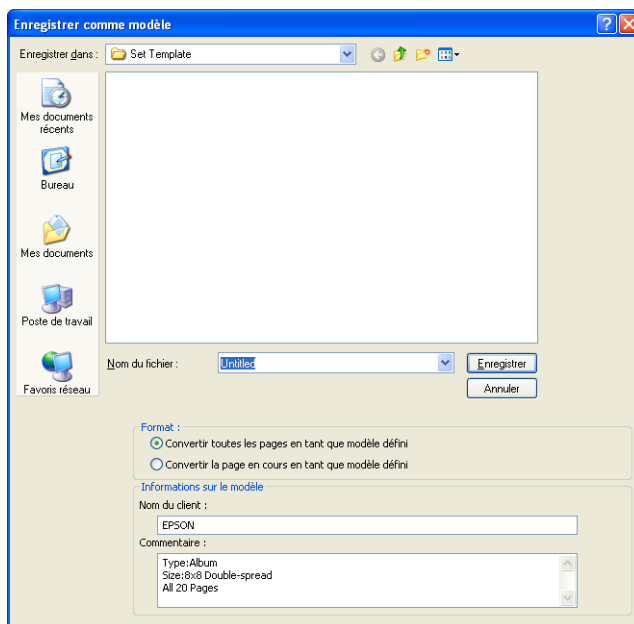 Enregistrer comme modèle
Enregistrer dans :
Set Template
Mes documents
récents
Bureau
Mes documents
Poste de travail
Favoris réseau
Nom du fichier :
Untitled
Enregistrer
Annuler
Format :
Convertir toutes les pages en tant que modèle défini
Convertir la page en cours en tant que modèle défini
Informations sur le modèle
Nom du client :
EPSON
Commentaire :
Type:Album
Size:8x8 Double-spread
All 20 Pages